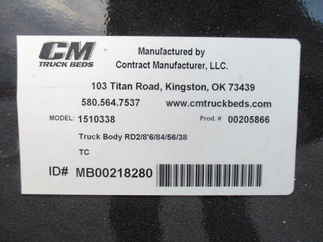 CM
TRUCK BEDS
Manufactured by
Contract Manufacturer, LLC.
103 Titan Road, Kingston, OK 73439
580.564.7537 www.cmtruckbeds.com
MODEL: 1510338 Prod. # 00205866
Truck Body RD2/8'6/84/56/38
TC
ID# MB00218280